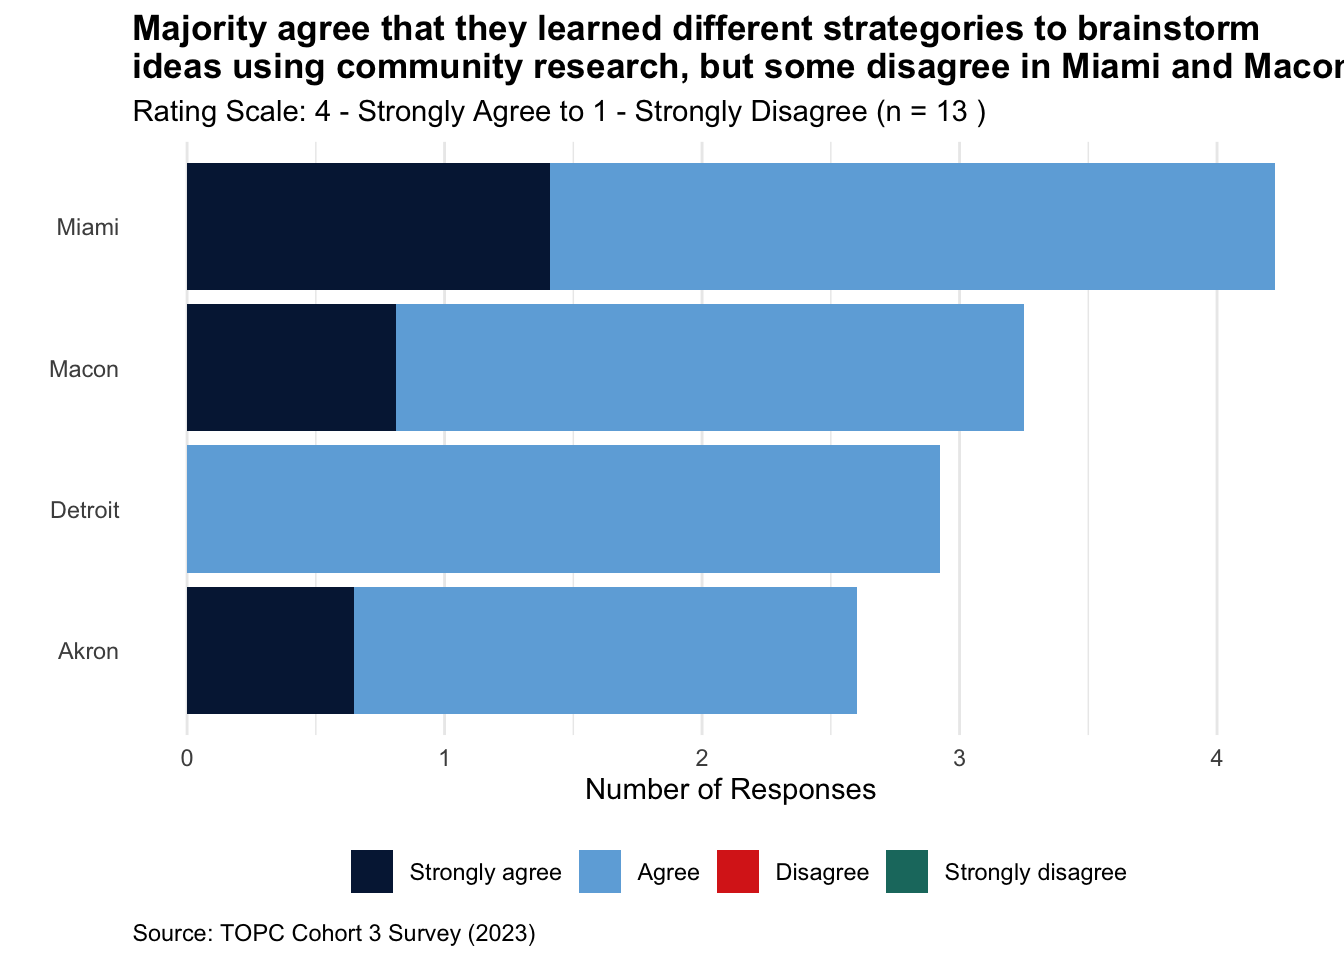 Majority agree that they learned different strategories to brainstorm
ideas using community research, but some disagree in Miami and Macon
Rating Scale: 4 - Strongly Agree to 1 - Strongly Disagree (n = 13 )
Miami
Macon
Detroit
Akron
0 1 2 3 4
Number of Responses
Strongly agree Agree Disagree Strongly disagree
Source: TOPC Cohort 3 Survey (2023)